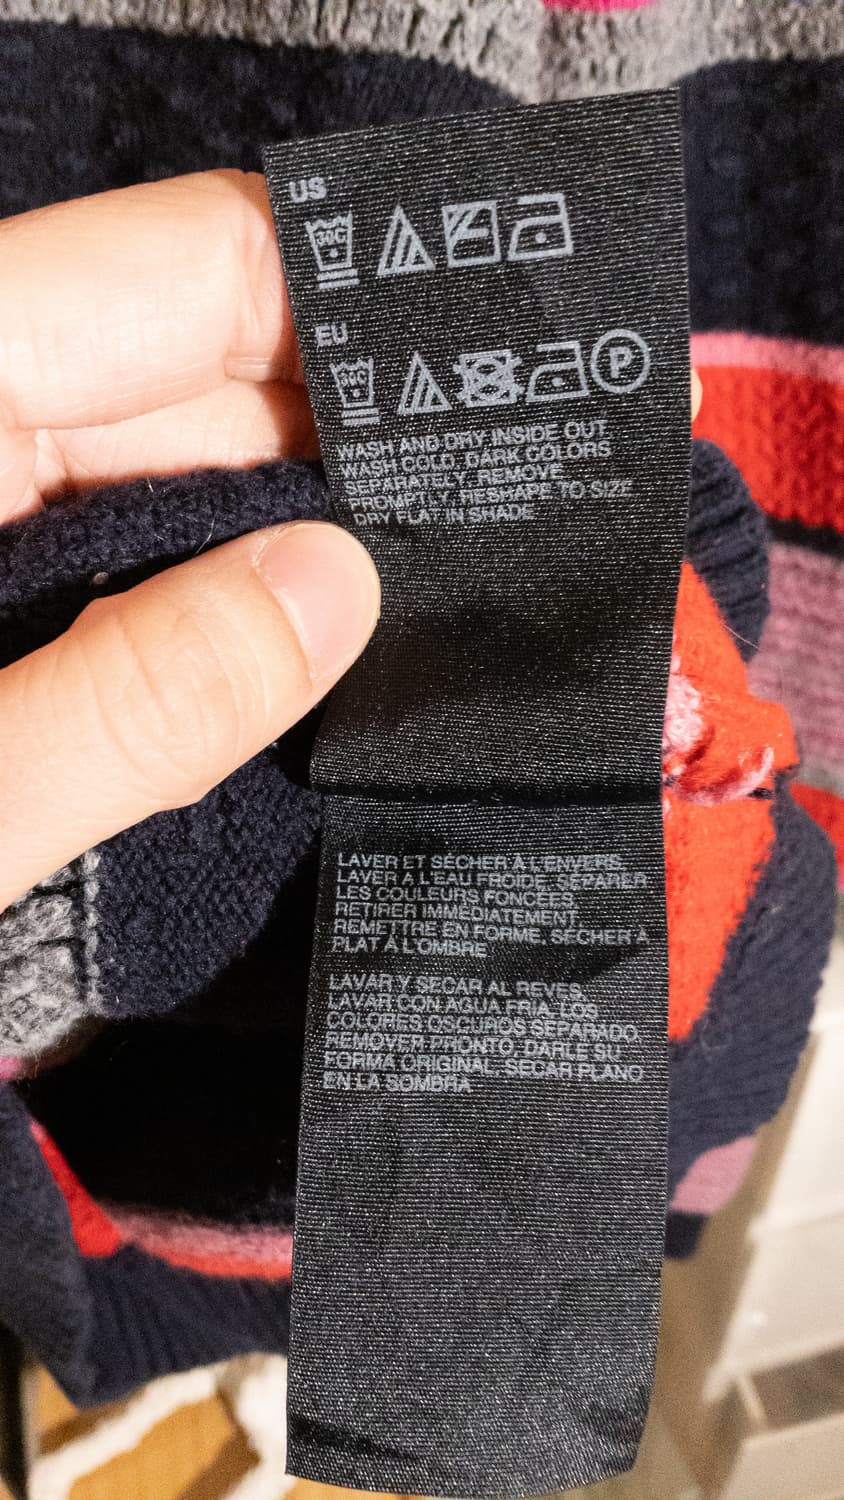 US
30C
EU
30C
P
WASH AND DRY INSIDE OUT.
WASH COLD, DARK COLORS
SEPARATELY. REMOVE
PROMPTLY. RESHAPE TO SIZE.
DRY FLAT IN SHADE
LAVER ET SÉCHER À L'ENVERS.
LAVER À L'EAU FROIDE. SÉPARER
LES COULEURS FONCÉES.
RETIRER IMMÉDIATEMENT.
REMETTRE EN FORME. SÉCHER À
PLAT À L'OMBRE
LAVAR Y SECAR AL REVES.
LAVAR CON AGUA FRIA, LOS
COLORES OSCUROS SEPARADO.
REMOVER PRONTO. DARLE SU
FORMA ORIGINAL. SECAR PLANO
EN LA SOMBRA